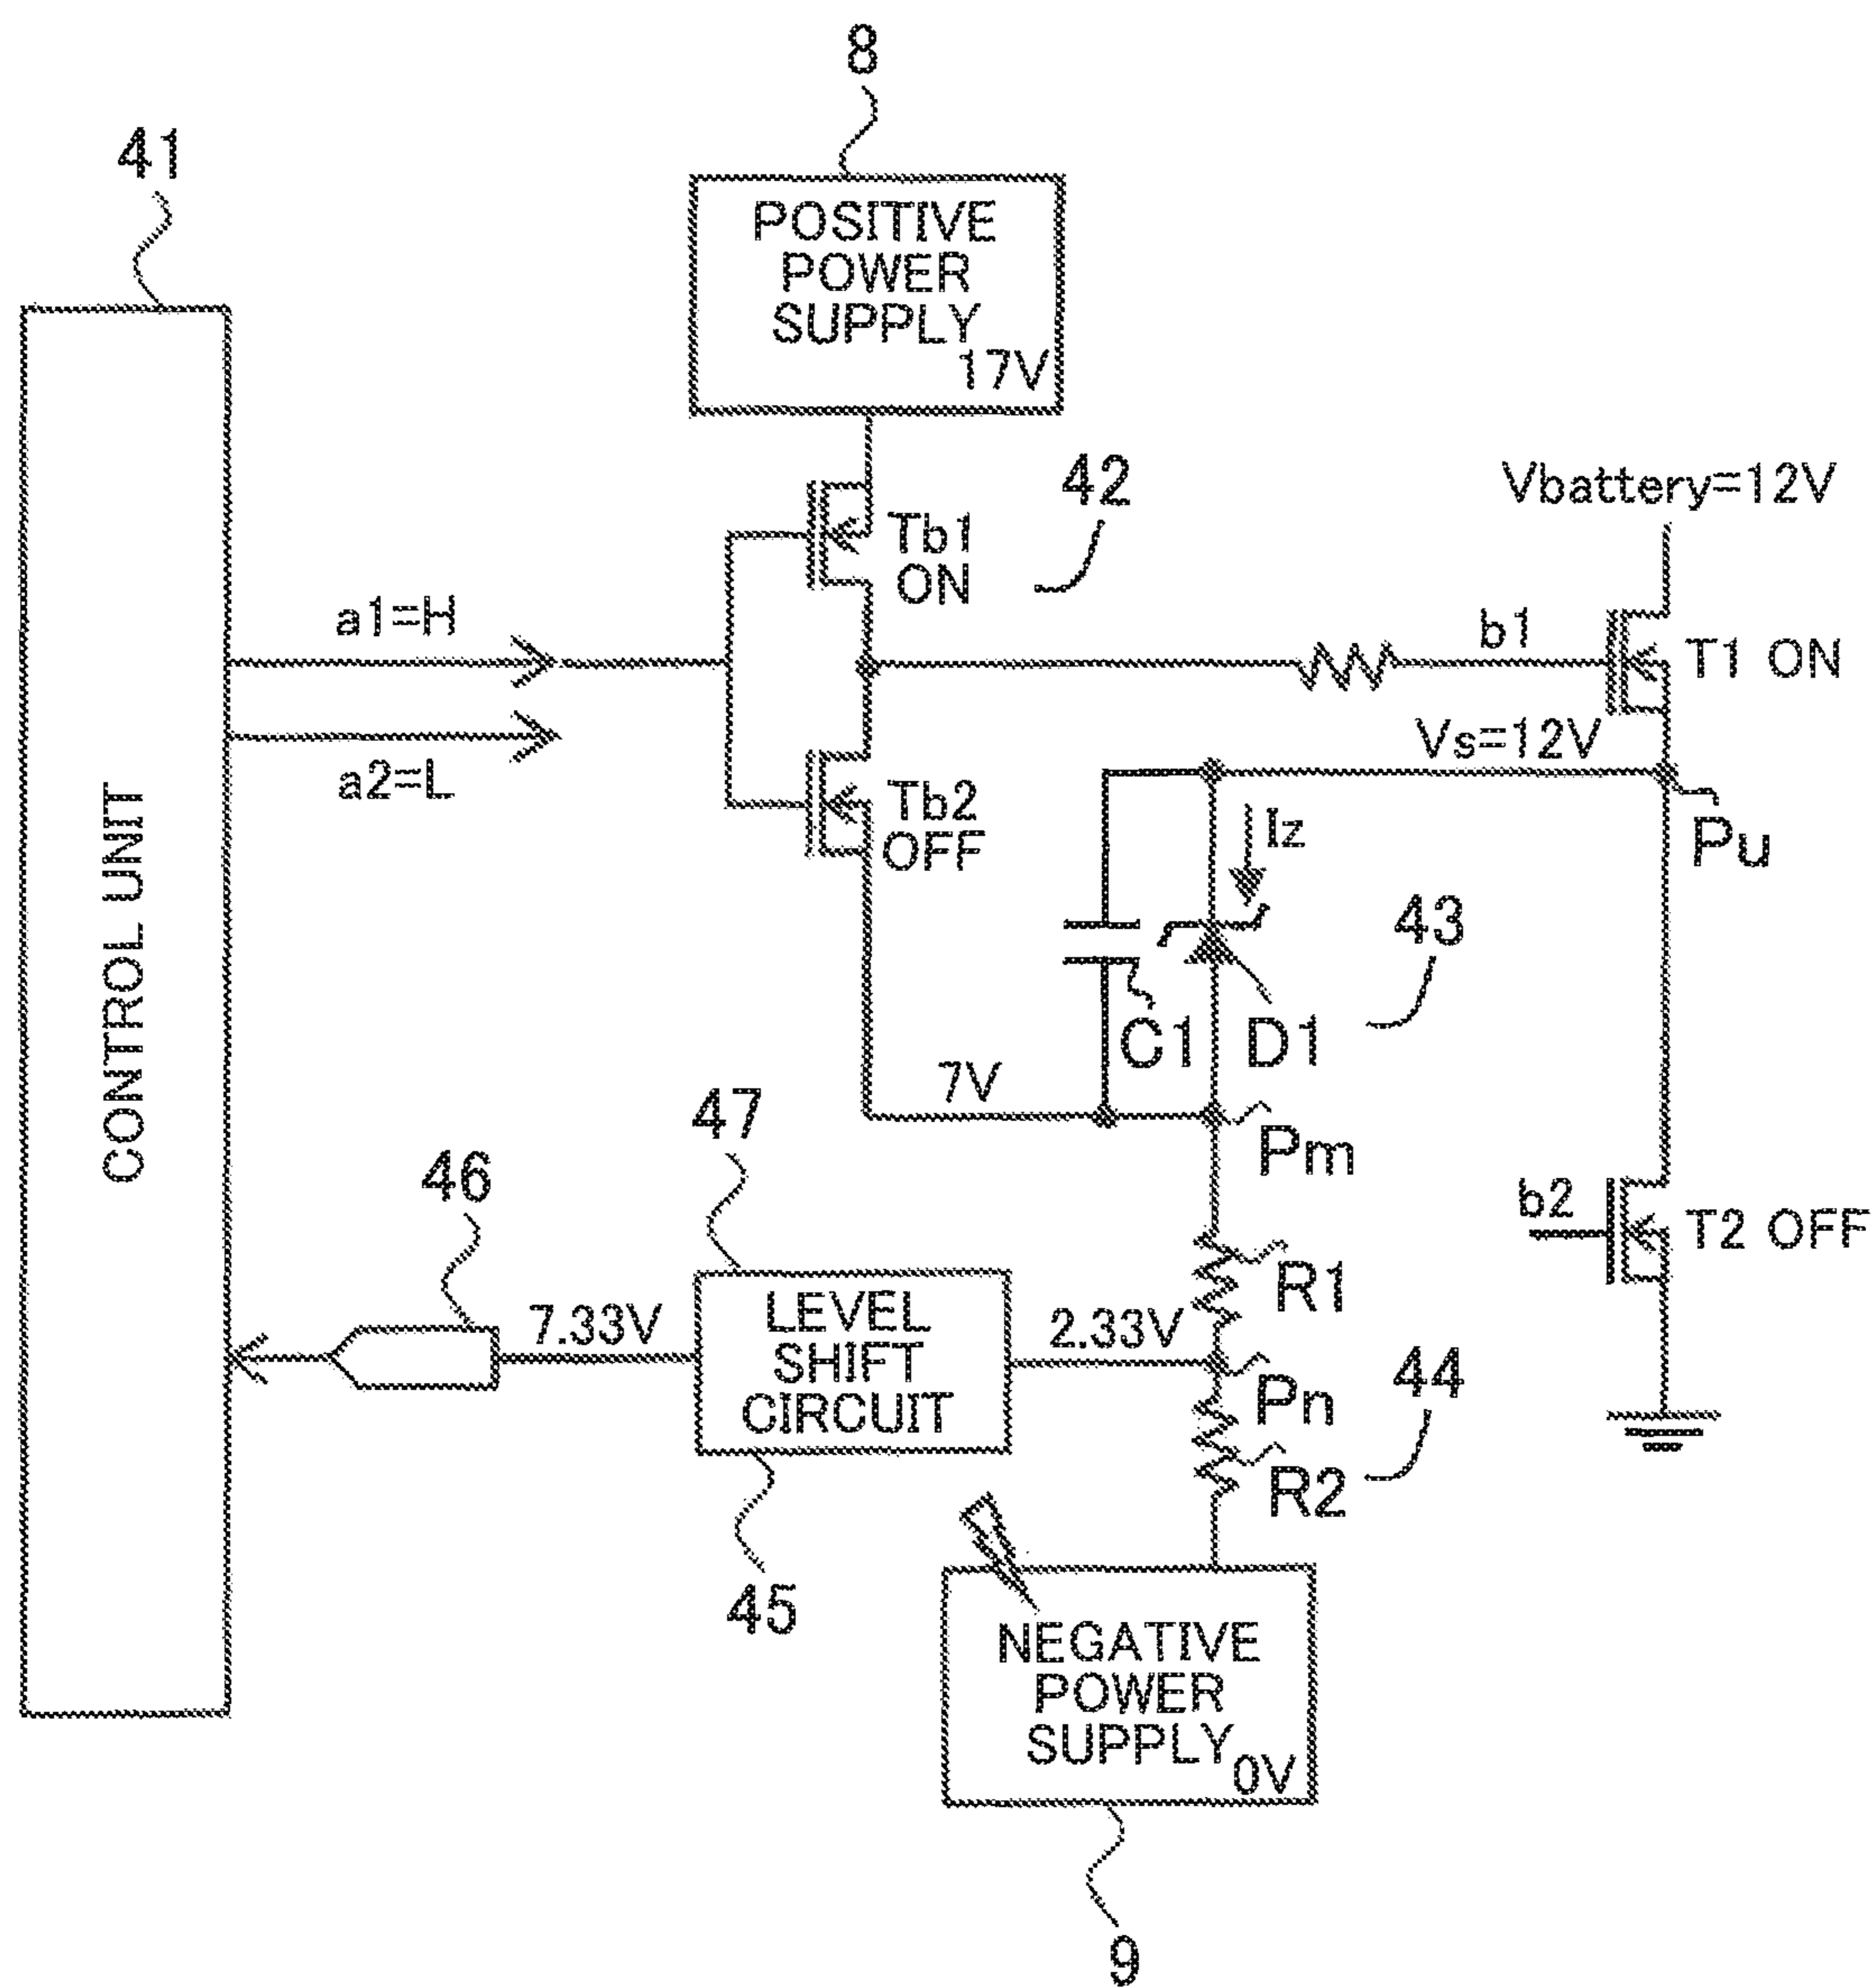 8
41
POSITIVE
POWER
SUPPLY
17V
42
Vbattery=12V
Tb1
ON
a1=H
b1
T1 ON
a2=L
Vs=12V
Tb2
OFF
Iz
Pu
CONTROL UNIT
43
C1
D1
7V
47
Pm
46
b2
T2 OFF
R1
7.33V
LEVEL
SHIFT
CIRCUIT
2.33V
Pn
44
R2
45
NEGATIVE
POWER
SUPPLY
0V
9